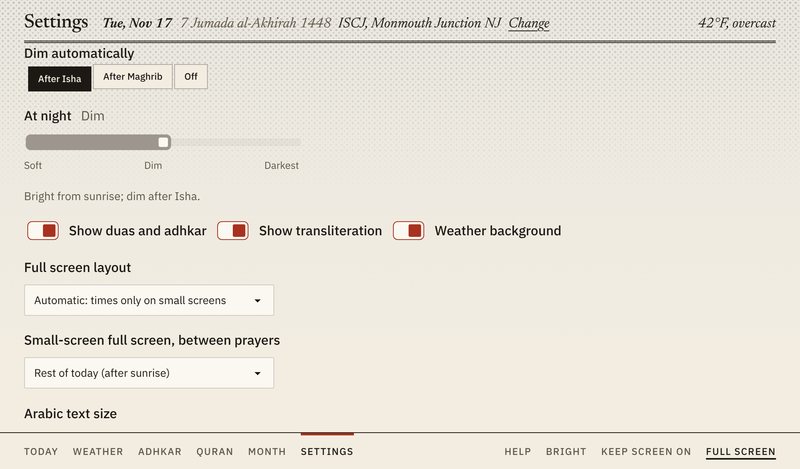 Settings Tue, Nov 17 7 Jumada al-Akhirah 1448 ISCJ, Monmouth Junction NJ Change 42°F, overcast
Dim automatically
After Isha After Maghrib Off
At night Dim
Soft Dim Darkest
Bright from sunrise; dim after Isha.
Show duas and adhkar Show transliteration Weather background
Full screen layout
Automatic: times only on small screens
Small-screen full screen, between prayers
Rest of today (after sunrise)
Arabic text size
TODAY WEATHER ADHKAR QURAN MONTH SETTINGS HELP BRIGHT KEEP SCREEN ON FULL SCREEN